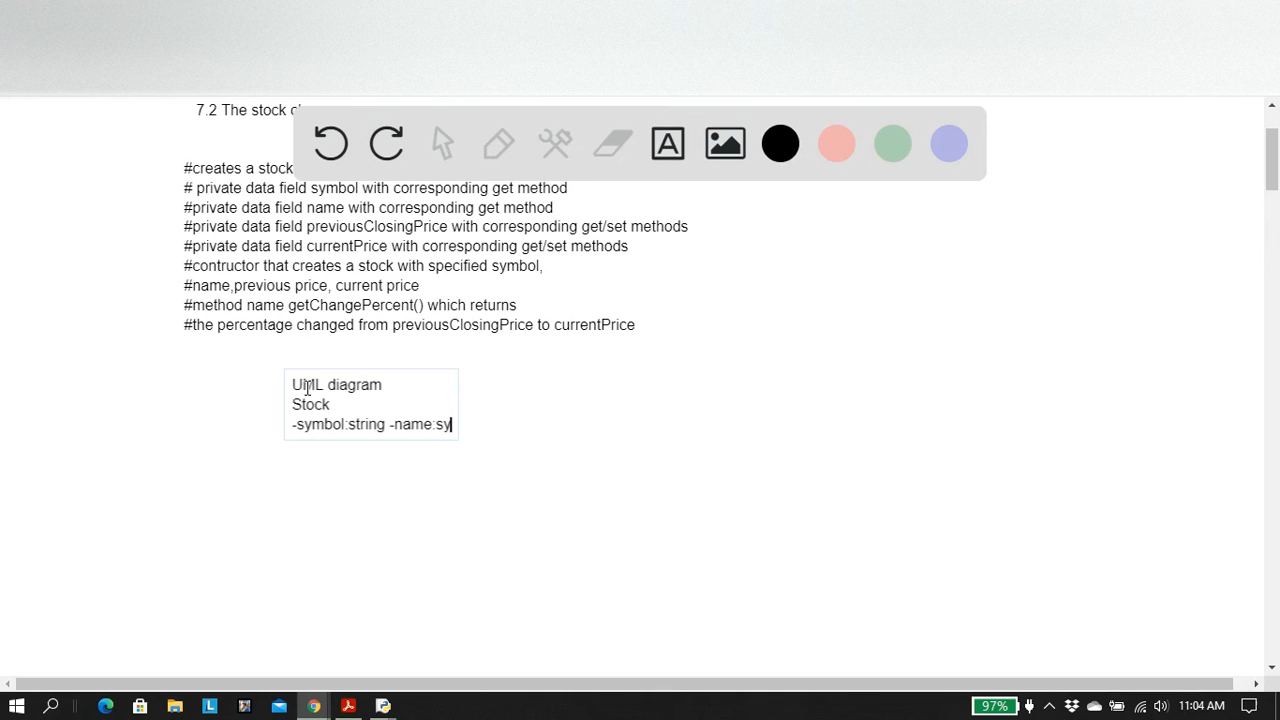 7.2 The stock
#creates a stock
# private data field symbol with corresponding get method
#private data field name with corresponding get method
#private data field previousClosingPrice with corresponding get/set methods
#private data field currentPrice with corresponding get/set methods
#contructor that creates a stock with specified symbol,
#name,previous price, current price
#method name getChangePercent() which returns
#the percentage changed from previousClosingPrice to currentPrice
UML diagram
Stock
-symbol:string -name:sy
A
L
97%
11:04 AM